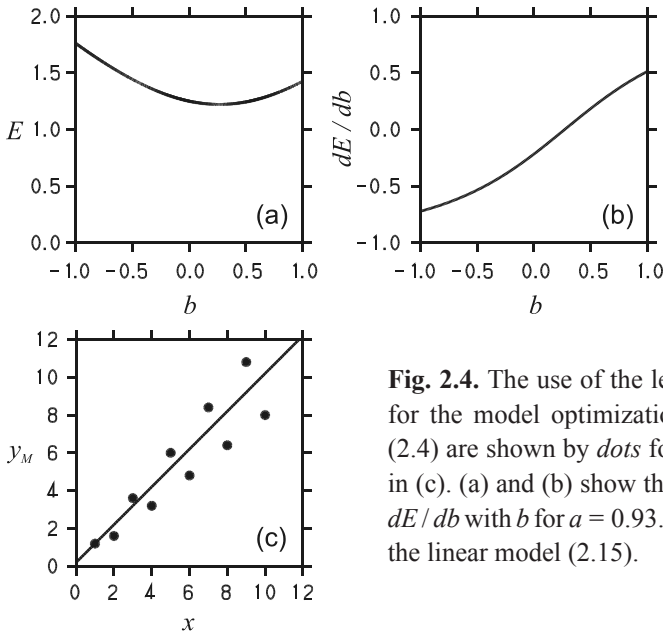 2.0
1.5
E 1.0
0.5
0.0
(a)
−1.0 −0.5 0.0 0.5 1.0
b
1.0
0.5
dE / db 0.0
−0.5
−1.0
(b)
−1.0 −0.5 0.0 0.5 1.0
b
12
10
8
y_M 6
4
2
0
(c)
0 2 4 6 8 10 12
x
Fig. 2.4. The use of the
for the model
(2.4) are shown by dots
in (c). (a) and (b) show
dE / db with b for a = 0.93.
the linear model (2.15).